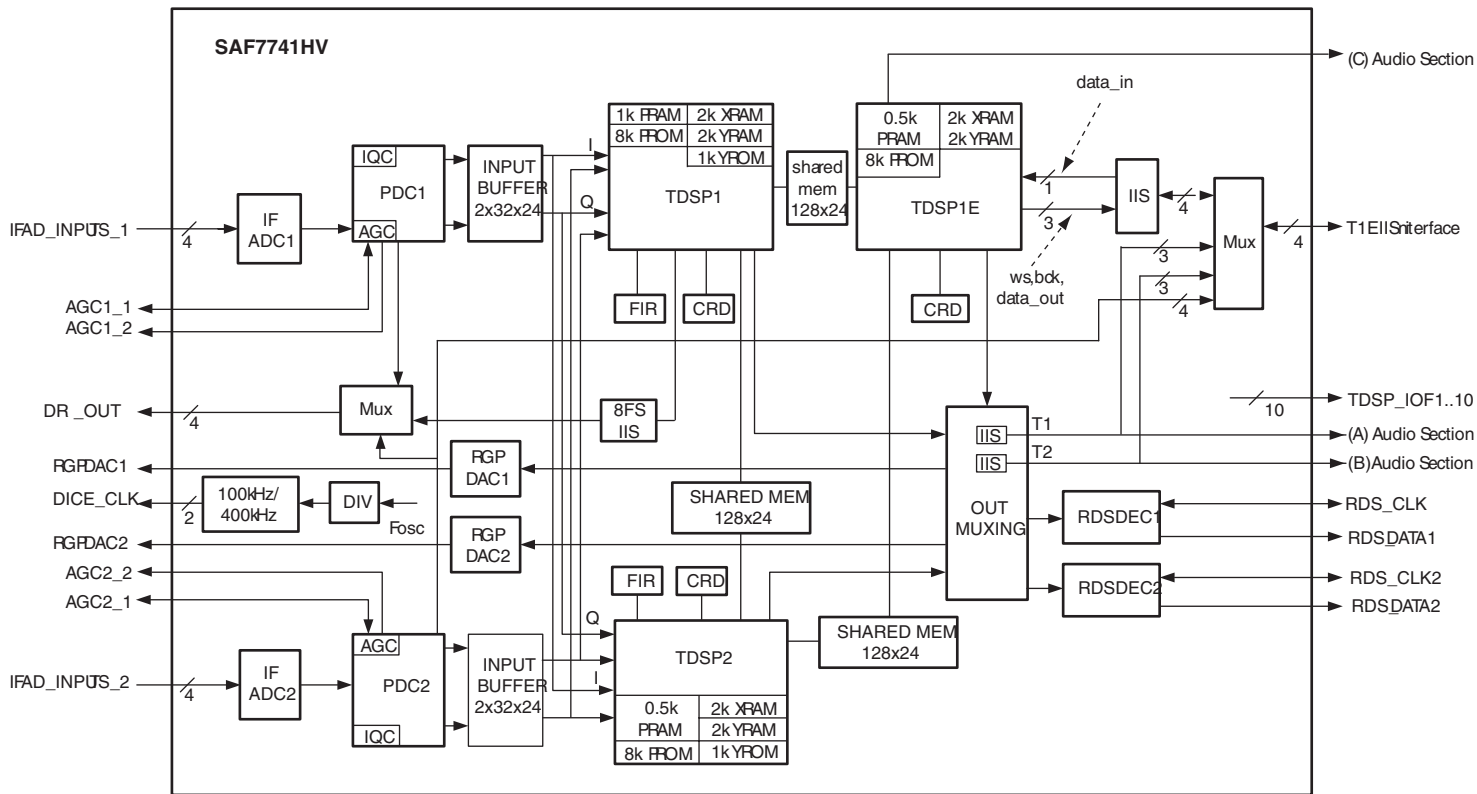 SAF7741HV
(C) Audio Section
data_in
1k PRAM
2k XRAM
8k PROM
2k YRAM
1k YROM
TDSP1
0.5k
PRAM
2k XRAM
2k YRAM
8k PROM
TDSP1E
shared
mem
128x24
IQC
PDC1
AGC
INPUT
BUFFER
2x32x24
I
Q
IFAD_INPUTS_1
4
IF
ADC1
1
3
IIS
4
Mux
4
T1EIISnterface
3
3
4
ws,bck,
data_out
AGC1_1
AGC1_2
FIR
CRD
CRD
DR_OUT
4
Mux
8FS
IIS
10
TDSP_IOF1..10
IIS
T1
(A) Audio Section
IIS
T2
(B)Audio Section
RGPDAC1
RGP
DAC1
DICE_CLK
2
100kHz/
400kHz
DIV
Fosc
SHARED MEM
128x24
OUT
MUXING
RDSDEC1
RDS_CLK
RDSDATA1
RGPDAC2
RGP
DAC2
AGC2_2
AGC2_1
FIR
CRD
RDSDEC2
RDS_CLK2
RDSDATA2
IFAD_INPUTS_2
4
IF
ADC2
AGC
PDC2
IQC
INPUT
BUFFER
2x32x24
Q
I
TDSP2
0.5k
PRAM
2k XRAM
2k YRAM
8k PROM
1k YROM
SHARED MEM
128x24